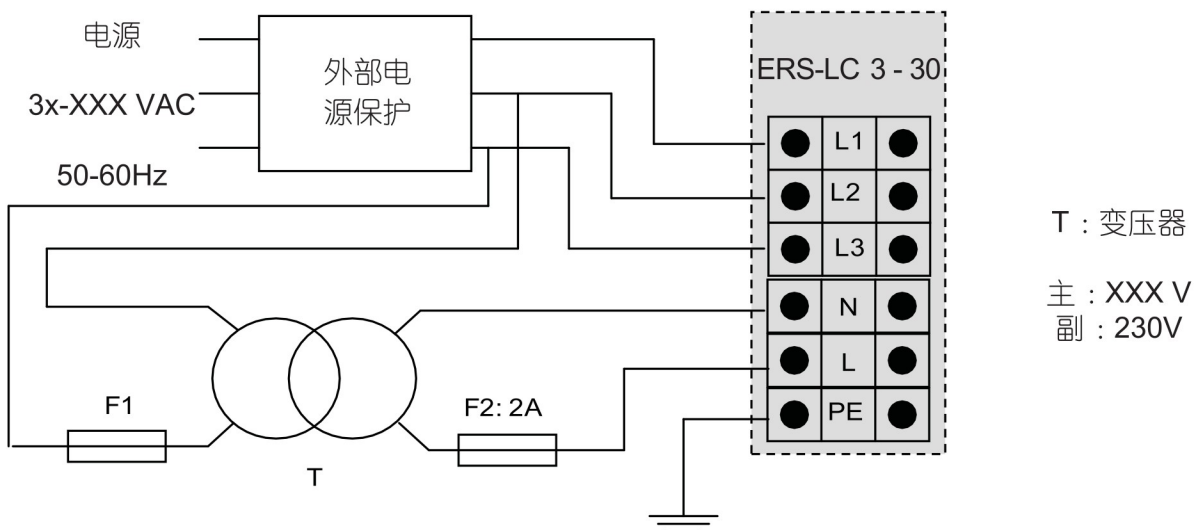 电源
3x-XXX VAC
50-60Hz
外部电
源保护
ERS-LC 3 - 30
L1
L2
L3
N
L
PE
F1
F2: 2A
T
T : 变压器
主 : XXX V
副 : 230V